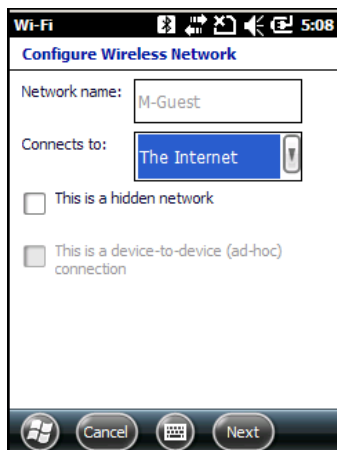 Wi-Fi 5:08
Configure Wireless Network
Network name: M-Guest
Connects to: The Internet
This is a hidden network
This is a device-to-device (ad-hoc)
connection
Cancel Next